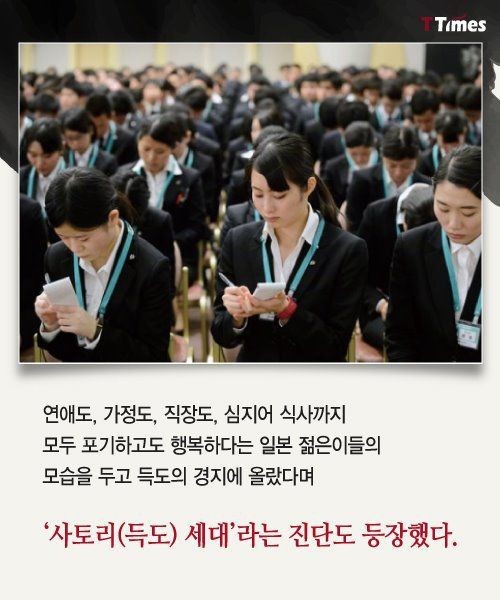 TTimes
연애도, 가정도, 직장도, 심지어 식사까지
모두 포기하고도 행복하다는 일본 젊은이들의
모습을 두고 득도의 경지에 올랐다며
‘사토리(득도) 세대’라는 진단도 등장했다.